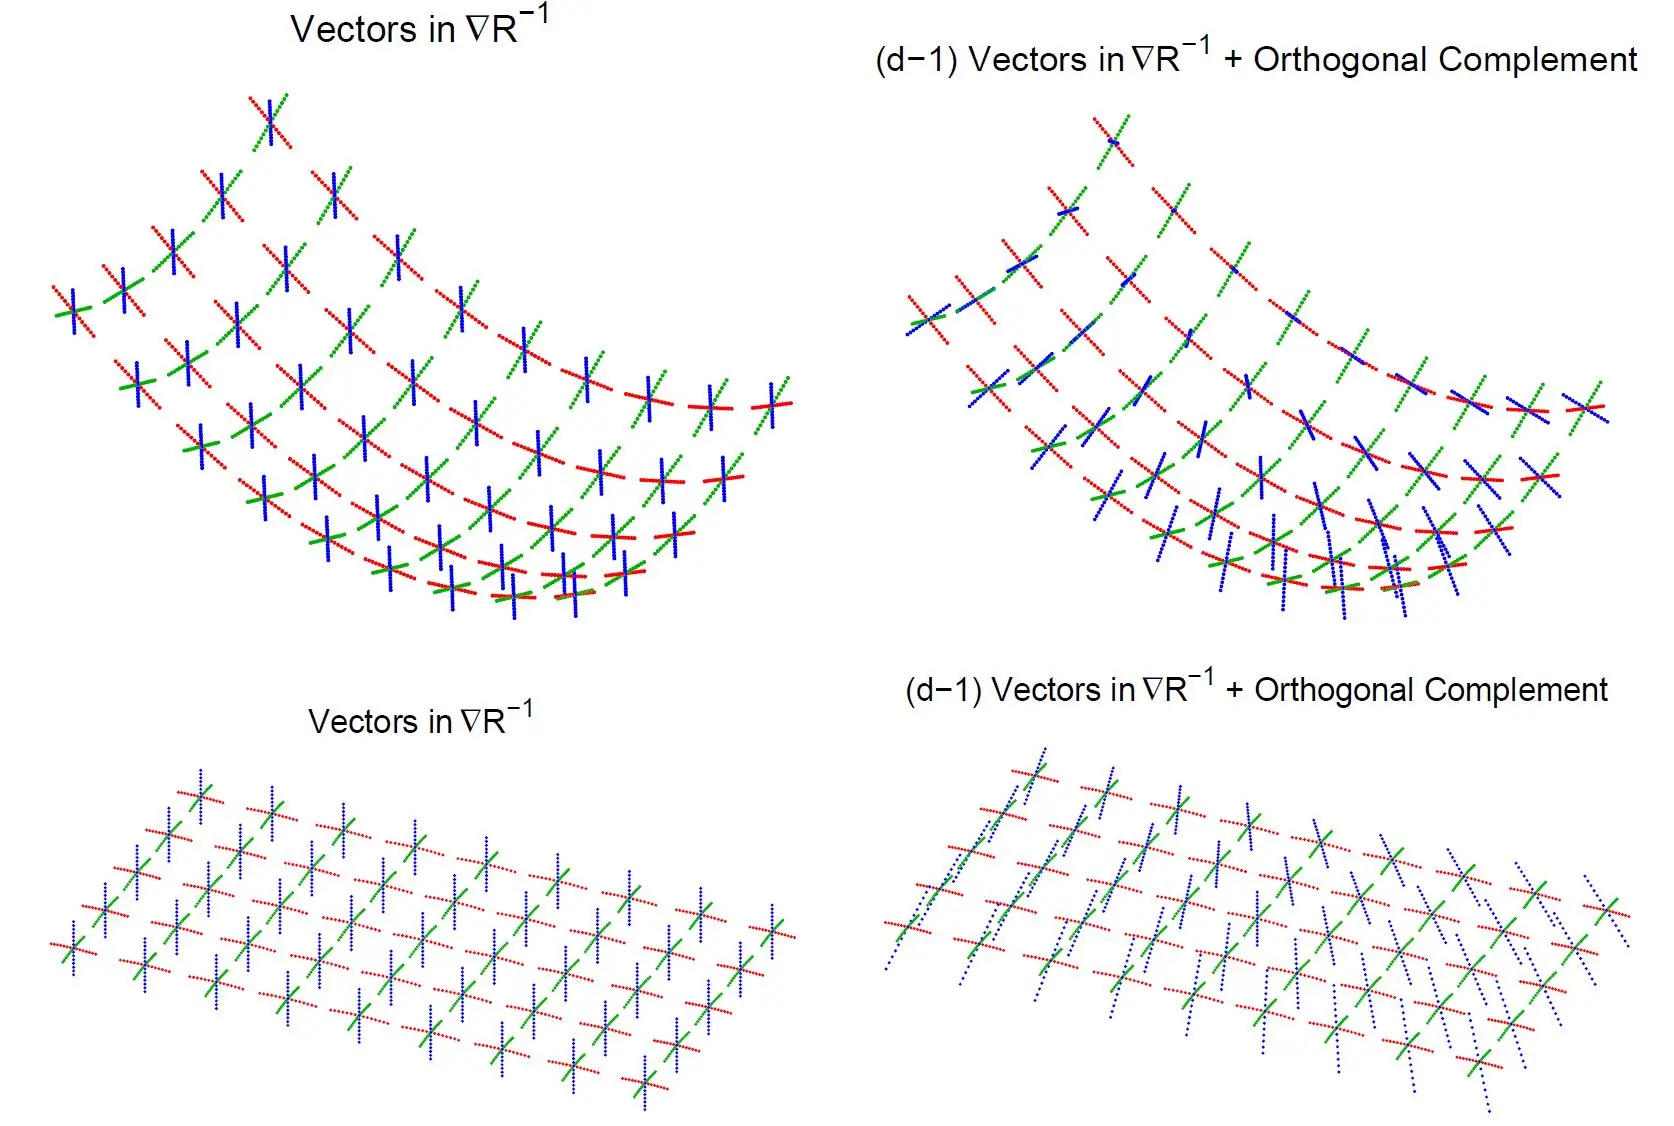 Vectors in ∇R⁻¹
(d−1) Vectors in ∇R⁻¹ + Orthogonal Complement
Vectors in ∇R⁻¹
(d−1) Vectors in ∇R⁻¹ + Orthogonal Complement